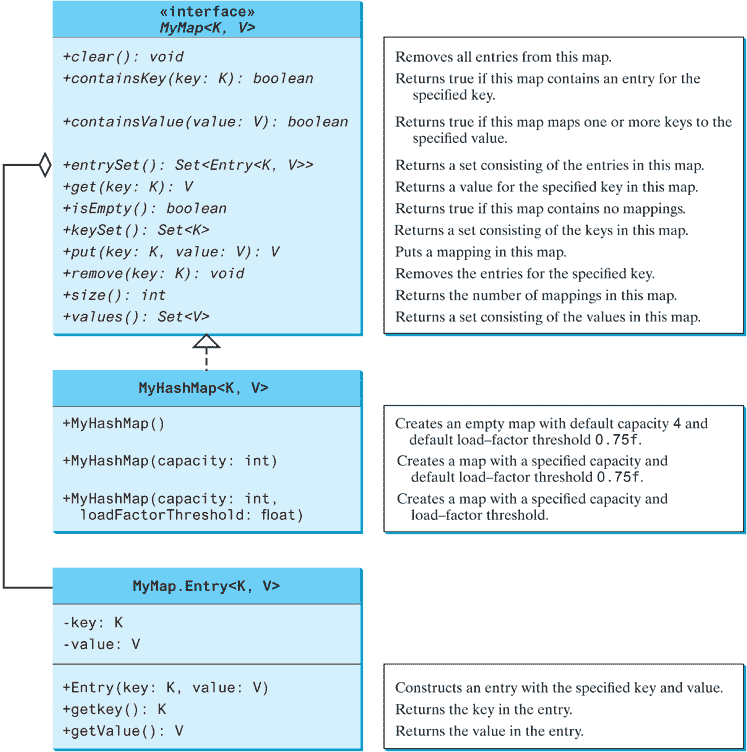 «interface»
MyMap<K, V>
+clear(): void
Removes all entries from this map.
+containsKey(key: K): boolean
Returns true if this map contains an entry for the
specified key.
+containsValue(value: V): boolean
Returns true if this map maps one or more keys to the
specified value.
+entrySet(): Set<Entry<K, V>>
Returns a set consisting of the entries in this map.
+get(key: K): V
Returns a value for the specified key in this map.
+isEmpty(): boolean
Returns true if this map contains no mappings.
+keySet(): Set<K>
Returns a set consisting of the keys in this map.
+put(key: K, value: V): V
Puts a mapping in this map.
+remove(key: K): void
Removes the entries for the specified key.
+size(): int
Returns the number of mappings in this map.
+values(): Set<V>
Returns a set consisting of the values in this map.
MyHashMap<K, V>
+MyHashMap()
Creates an empty map with default capacity 4 and
default load–factor threshold 0.75f.
+MyHashMap(capacity: int)
Creates a map with a specified capacity and
default load–factor threshold 0.75f.
+MyHashMap(capacity: int,
loadFactorThreshold: float)
Creates a map with a specified capacity and
load–factor threshold.
MyMap.Entry<K, V>
-key: K
-value: V
+Entry(key: K, value: V)
Constructs an entry with the specified key and value.
+getkey(): K
Returns the key in the entry.
+getValue(): V
Returns the value in the entry.